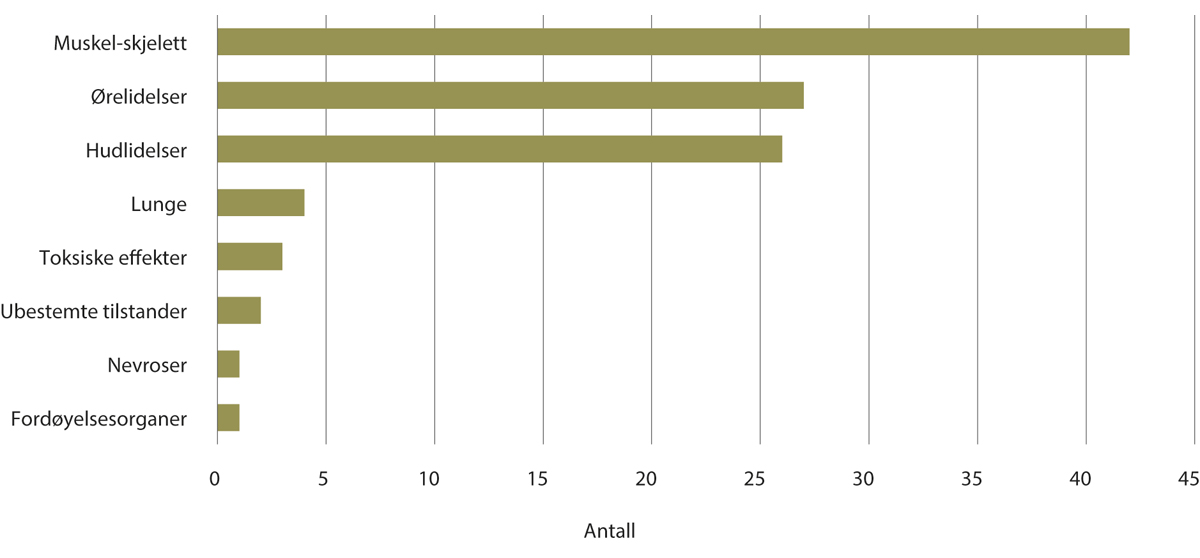 Muskel-skjelett
Ørelidelser
Hudlidelser
Lunge
Toksiske effekter
Ubestemte tilstander
Nevroser
Fordøyelsesorganer
0 5 10 15 20 25 30 35 40 45
Antall